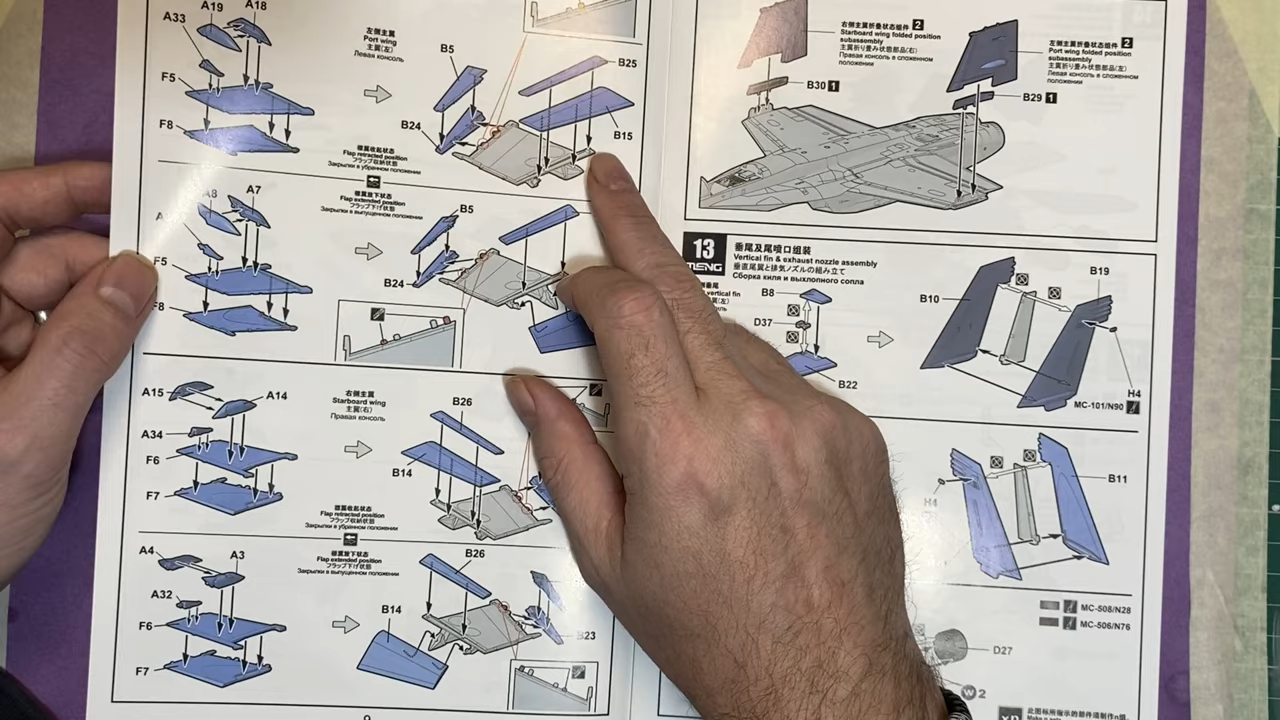 A33
A19
A18
F5
F8
左侧主翼
Port wing
主翼(左)
Левая консоль
B5
B24
B25
B15
襟翼收起状态
Flap retracted position
フラップ収納状態
Закрылки в убранном положении
襟翼放下状态
Flap extended position
フラップ下げ状態
Закрылки в выпущенном положении
A8
A7
F5
F8
B5
B24
A15
A14
A34
F6
F7
右侧主翼
Starboard wing
主翼(右)
Правая консоль
B26
B14
襟翼收起状态
Flap retracted position
フラップ収納状態
Закрылки в убранном положении
襟翼放下状态
Flap extended position
フラップ下げ状態
Закрылки в выпущенном положении
A4
A3
A32
F6
F7
B26
B14
B23
右侧主翼折叠状态组件 2
Starboard wing folded position
subassembly
主翼折り畳み状態部品(右)
Правая консоль в сложенном
положении
B30 1
左侧主翼折叠状态组件 2
Port wing folded position
subassembly
主翼折り畳み状態部品(左)
Левая консоль в сложенном
положении
B29 1
13
MENG
垂尾及尾喷口组装
Vertical fin & exhaust nozzle assembly
垂直尾翼と排気ノズルの組み立て
Сборка киля и выхлопного сопла
vertical fin
B8
D37
B22
B10
B19
H4
MC-101/N90
H4
B11
MC-508/N28
MC-506/N76
D27
W 2